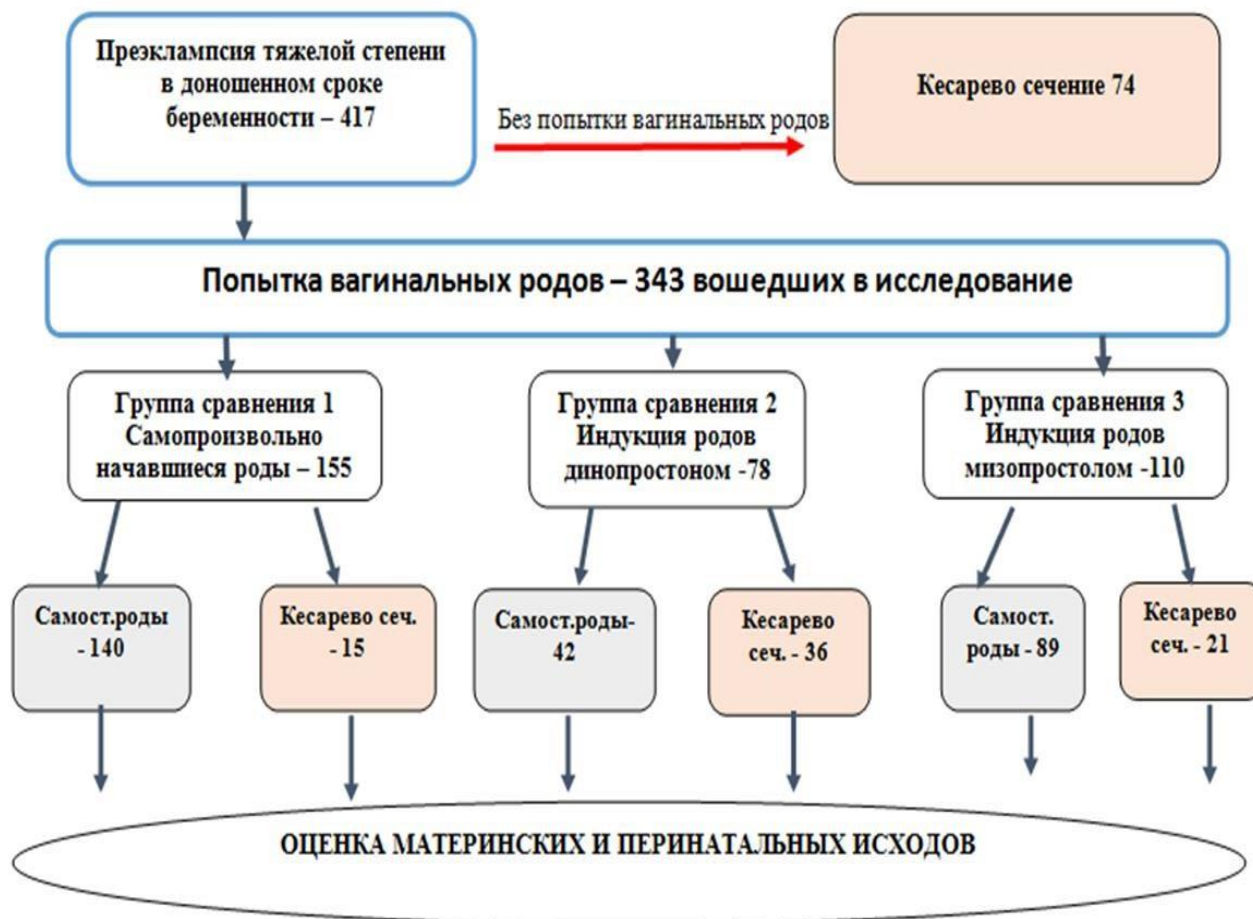 Преэклампсия тяжелой степени
в доношенном сроке
беременности – 417
Без попытки вагинальных родов
Кесарево сечение 74
Попытка вагинальных родов – 343 вошедших в исследование
Группа сравнения 1
Самопроизвольно
начавшиеся роды – 155
Группа сравнения 2
Индукция родов
динопростоном -78
Группа сравнения 3
Индукция родов
мизопростолом -110
Самост.роды
- 140
Кесарево сеч.
- 15
Самост.роды-
42
Кесарево
сеч. - 36
Самост.
роды - 89
Кесарево
сеч. - 21
ОЦЕНКА МАТЕРИНСКИХ И ПЕРИНАТАЛЬНЫХ ИСХОДОВ